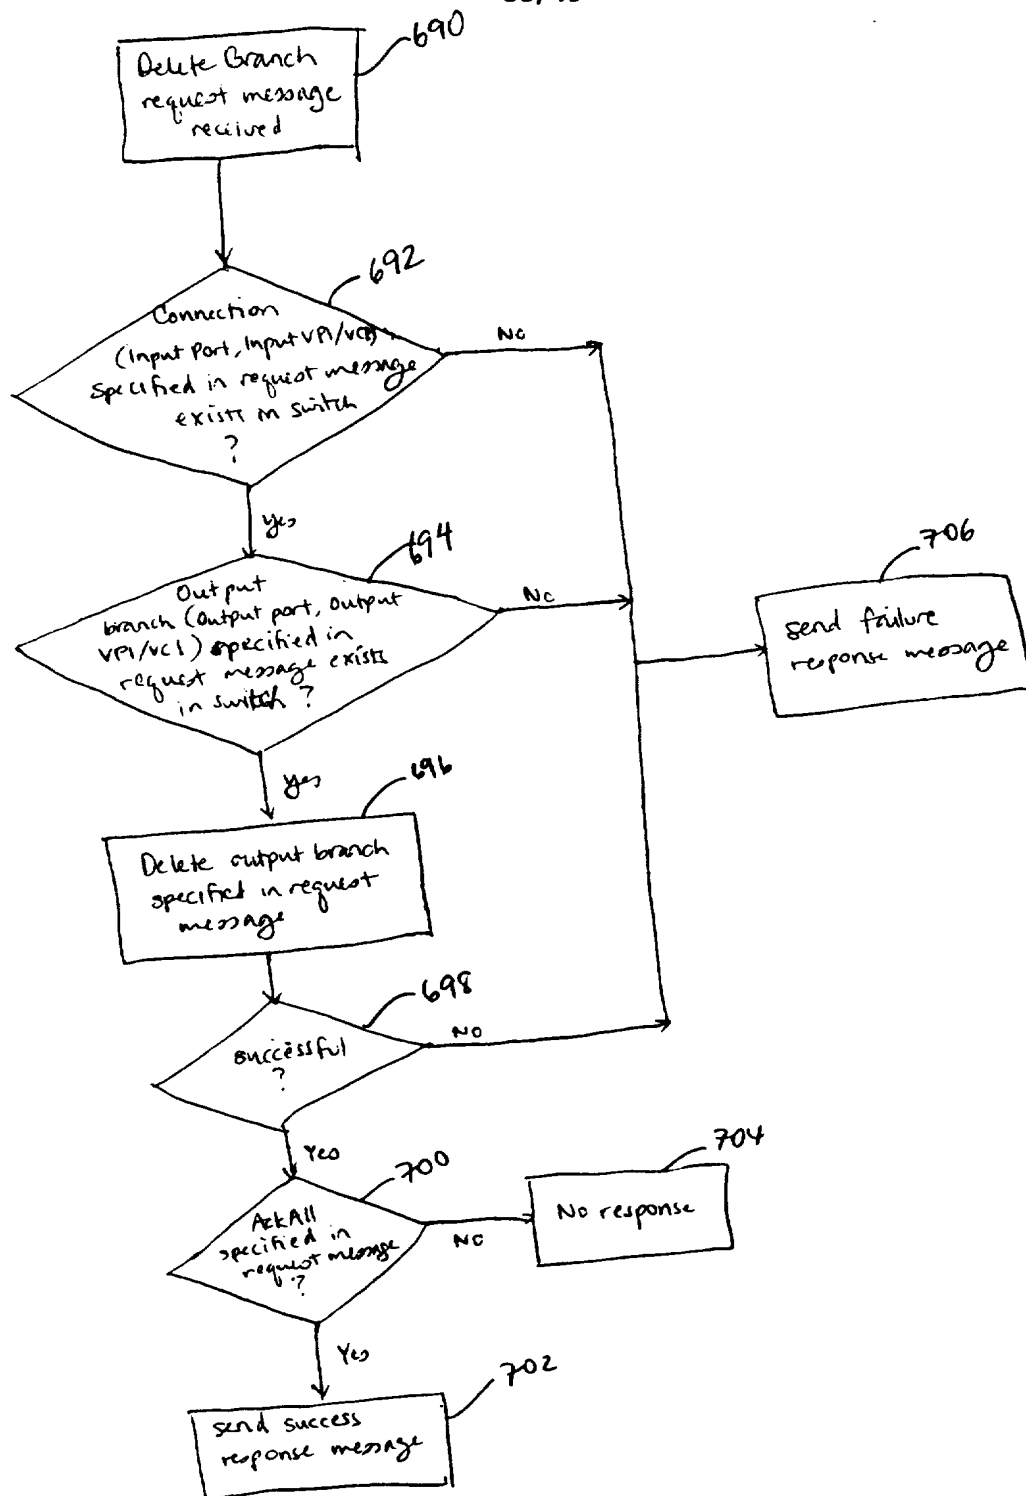 690
Delete Branch
request message
received
692
Connection
(Input Port, Input VPI/VCI)
specified in request message
exists in switch
?
No
Yes
694
Output
branch (Output port, Output
VPI/VCI) specified in
request message exists
in switch ?
No
706
send failure
response message
Yes
696
Delete output branch
specified in request
message
698
successful
?
No
Yes
700
AckAll
specified in
request message
?
No
704
No response
Yes
702
send success
response message